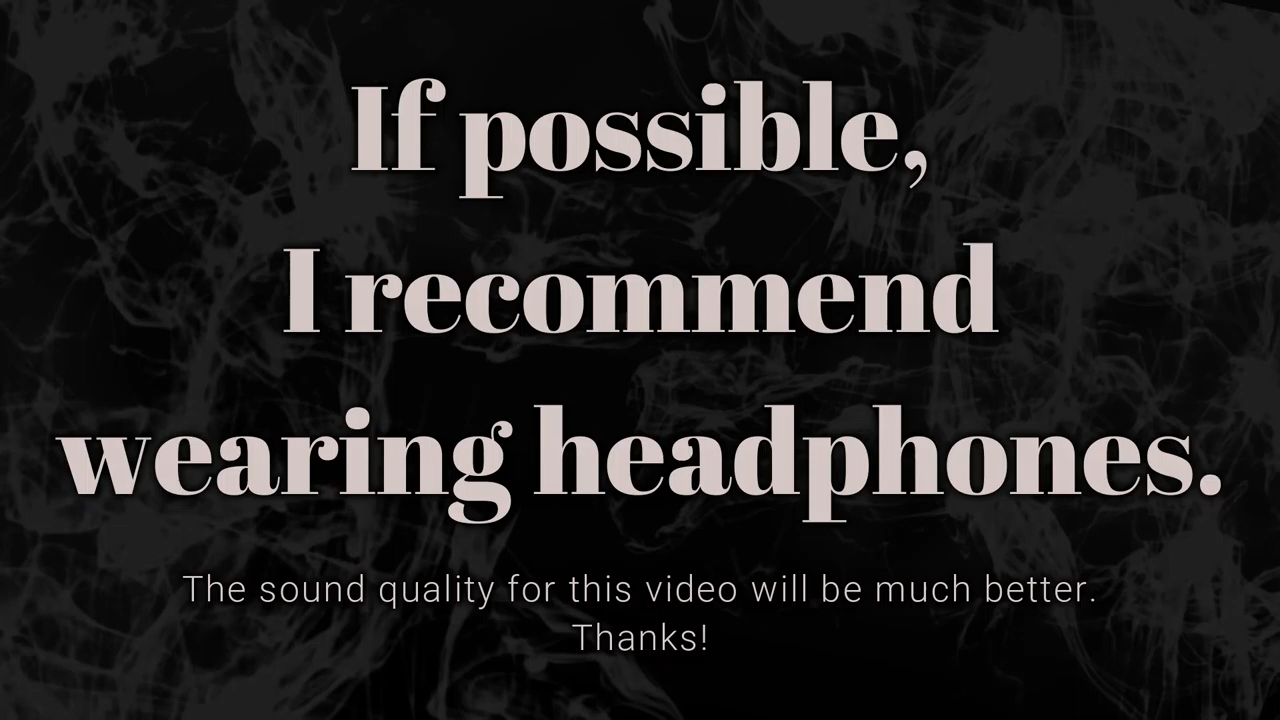 If possible,
I recommend
wearing headphones.
The sound quality for this video will be much better.
Thanks!